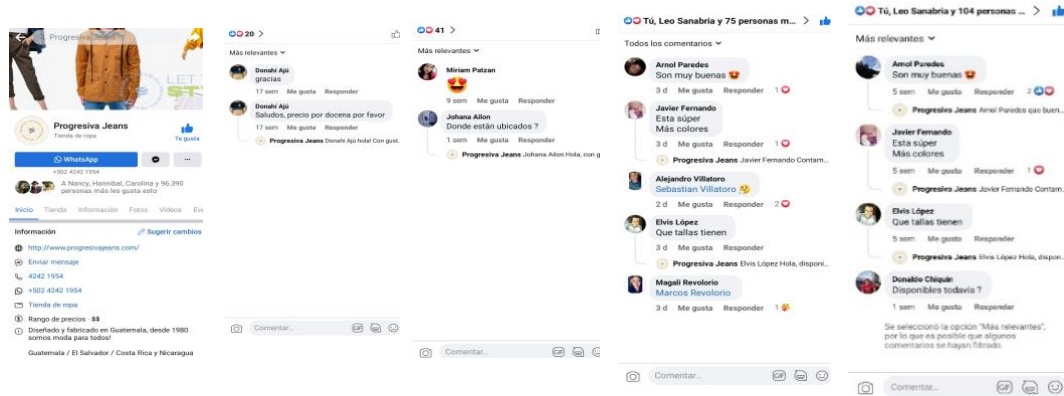 Progresiva Jeans
LET
ST
Progresiva Jeans
Tienda de ropa
Te gusta
WhatsApp
...
+502 4242 1954
A Nancy, Hannibal, Carolina y 96.390
personas más les gusta esto
Inicio Tienda Información Fotos Videos Eve
Información
Sugerir cambios
http://www.progresivajeans.com/
Enviar mensaje
4242 1954
+502 4242 1954
Tienda de ropa
Rango de precios · $$
Diseñado y fabricado en Guatemala, desde 1980
somos moda para todos!
Guatemala / El Salvador / Costa Rica y Nicaragua
20 >
Más relevantes
Donahí Ajú
gracias
17 sem Me gusta Responder
Donahí Ajú
Saludos, precio por docena por favor
17 sem Me gusta Responder
Progresiva Jeans Donahí Ajú hola! Con gust..
Comentar...
GIF
41 >
Más relevantes
Miriam Patzan
9 sem Me gusta Responder
Johana Ailon
Donde están ubicados ?
1 sem Me gusta Responder
Progresiva Jeans Johana Ailon Hola, con g
Comentar...
GIF
Tú, Leo Sanabria y 75 personas m... >
Todos los comentarios
Arnol Paredes
Son muy buenas
3 d Me gusta Responder 1
Javier Fernando
Esta súper
Más colores
3 d Me gusta Responder 1
Progresiva Jeans Javier Fernando Contam..
Alejandro Villatoro
Sebastian Villatoro
2 d Me gusta Responder 2
Elvis López
Que tallas tienen
3 d Me gusta Responder
Progresiva Jeans Elvis López Hola, disponi...
Magali Revolorio
Marcos Revolorio
3 d Me gusta Responder 1
Comentar...
GIF
Tú, Leo Sanabria y 104 personas ... >
Más relevantes
Arnol Paredes
Son muy buenas
5 sem Me gusta Responder 2
Progresiva Jeans Arnol Paredes que buen..
Javier Fernando
Esta súper
Más colores
5 sem Me gusta Responder 1
Progresiva Jeans Javier Fernando Contam..
Elvis López
Que tallas tienen
5 sem Me gusta Responder
Progresiva Jeans Elvis López Hola, dispon..
Donaldo Chiquin
Disponibles todavía ?
1 sem Me gusta Responder
Se seleccionó la opción "Más relevantes",
por lo que es posible que algunos
comentarios se hayan filtrado.
Comentar...
GIF